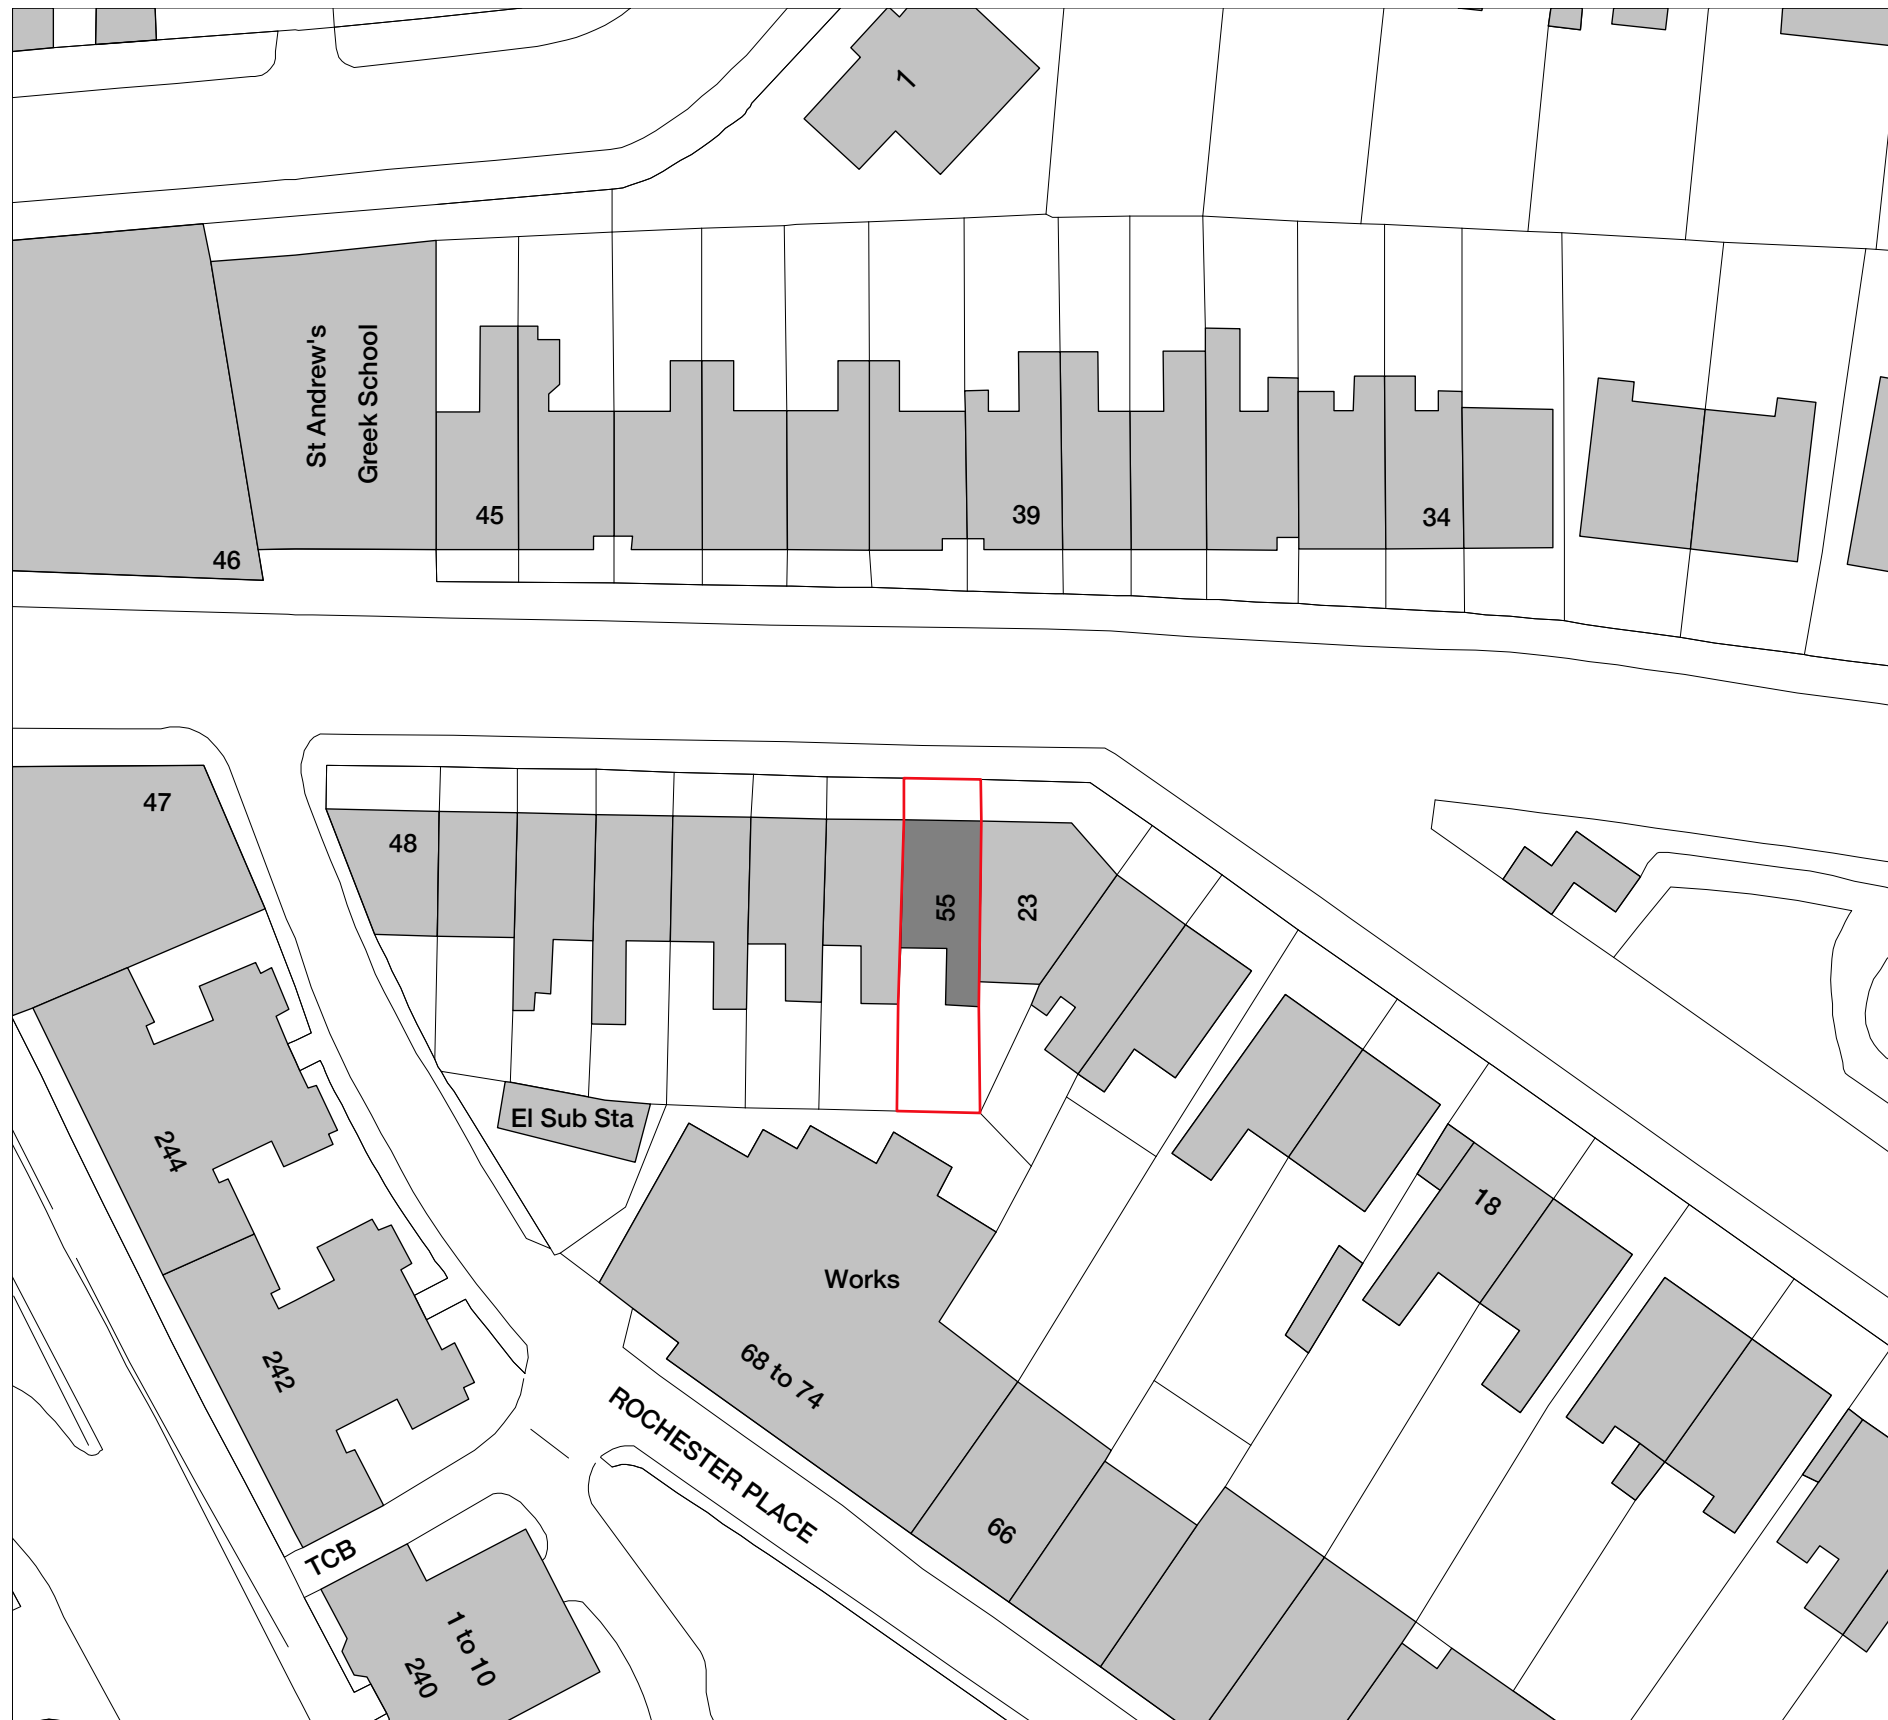 1
St Andrew's
Greek School
45
39
34
46
47
48
55
23
El Sub Sta
244
18
Works
242
68 to 74
ROCHESTER PLACE
66
TCB
1 to 10
240